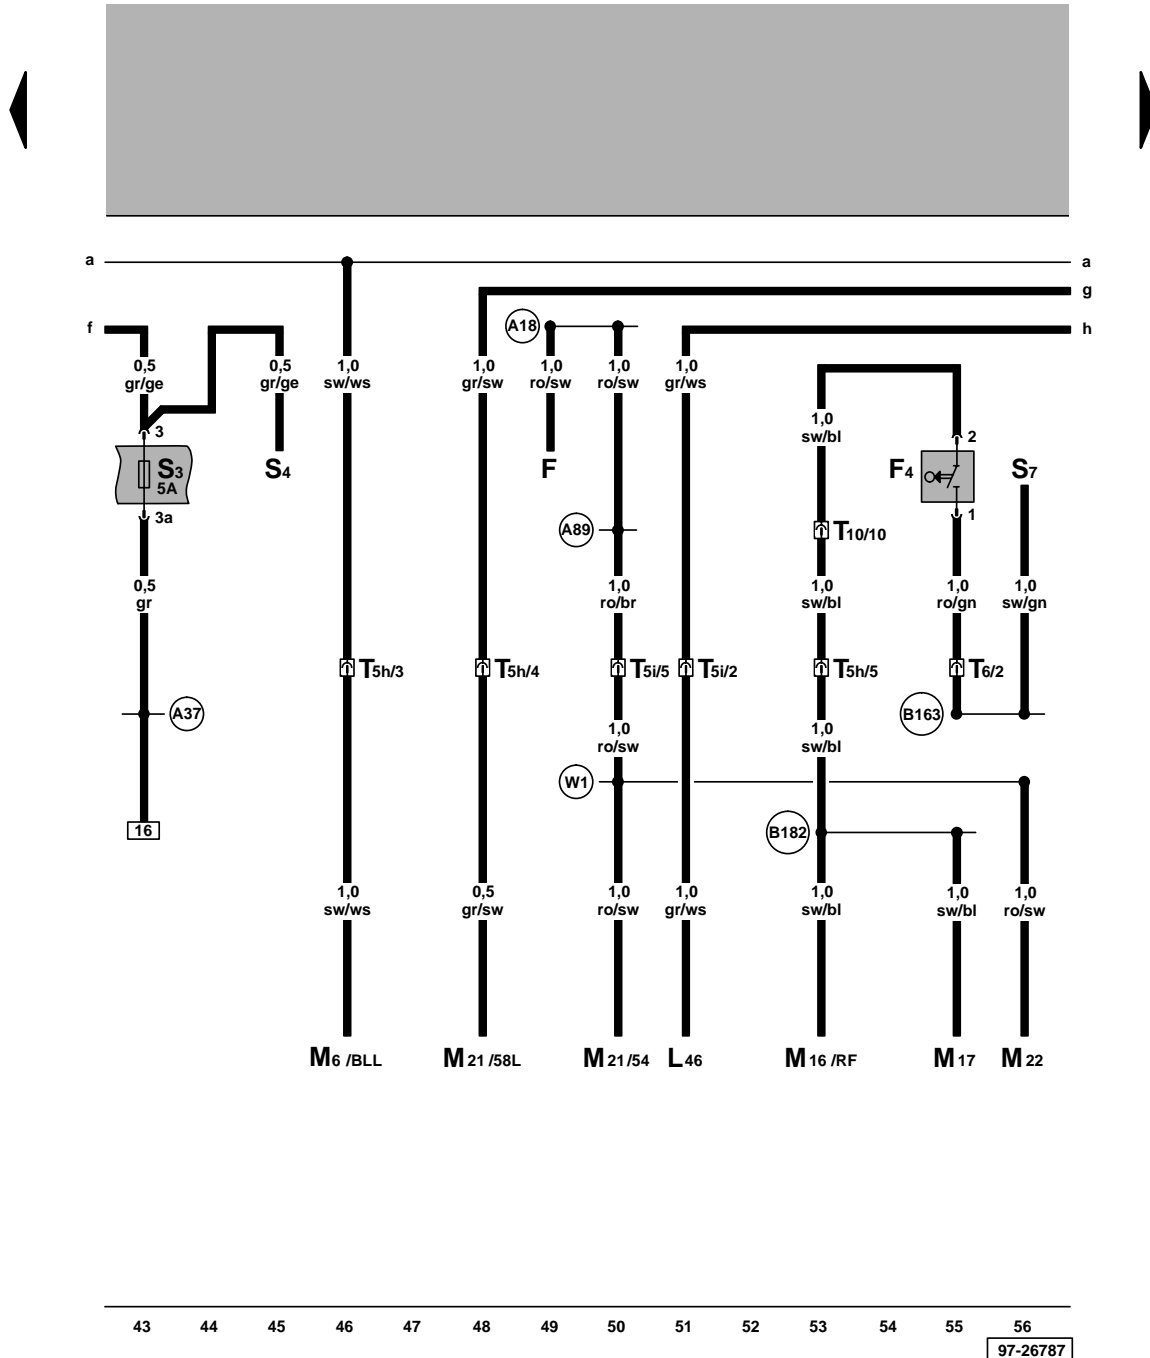 a a
g
A18
f h
0,5 0,5 1,0 1,0 1,0 1,0 1,0
gr/ge gr/ge sw/ws gr/sw ro/sw ro/sw gr/ws
1,0
sw/bl
3 2
S3 S4 F F4 S7
5A
3a 1
A89 T10/10
0,5 1,0 1,0 1,0 1,0
gr ro/br sw/bl ro/gn sw/gn
T5h/3 T5h/4 T5i/5 T5i/2 T5h/5 T6/2
A37 B163
1,0 1,0
ro/sw sw/bl
W1
16 B182
1,0 0,5 1,0 1,0 1,0 1,0 1,0
sw/ws gr/sw ro/sw gr/ws sw/bl sw/bl ro/sw
M6 /BLL M21 /58L M21/54 L46 M16 /RF M17 M22
43 44 45 46 47 48 49 50 51 52 53 54 55 56
97-26787